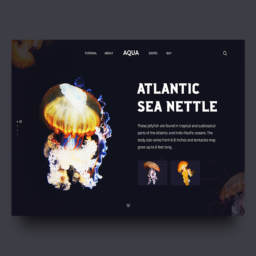 TUTORIAL ABOUT AQUA EXOTIC BUY
ATLANTIC
SEA NETTLE
These jellyfish are found in tropical and subtropical
parts of the Atlantic and Indo-Pacific oceans. The
body size varies from 6-8 inches and tentacles may
grow up to 6 feet long.